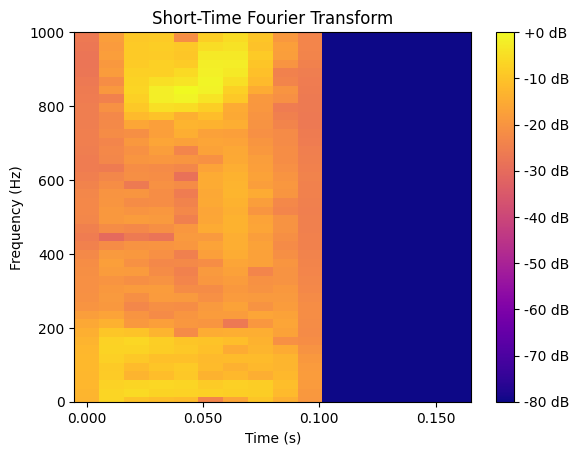 Short-Time Fourier Transform
1000
800
600
400
200
0
Frequency (Hz)
0.000
0.050
0.100
0.150
Time (s)
+0 dB
-10 dB
-20 dB
-30 dB
-40 dB
-50 dB
-60 dB
-70 dB
-80 dB